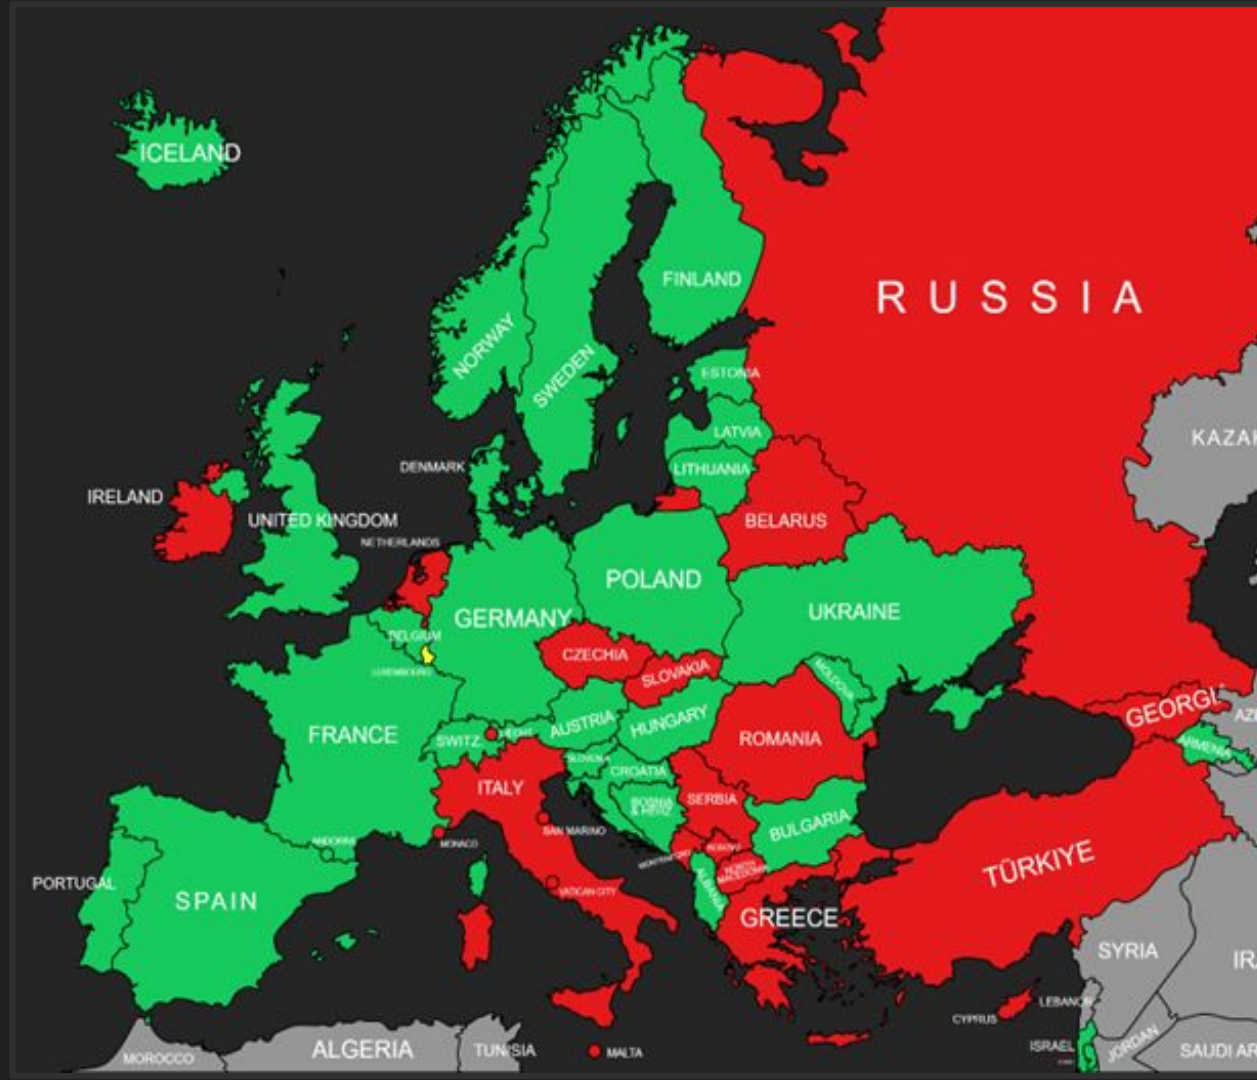 ICELAND
RUSSIA
FINLAND
NORWAY
SWEDEN
ESTONIA
LATVIA
LITHUANIA
KAZAK
DENMARK
IRELAND
UNITED KINGDOM
NETHERLANDS
BELARUS
POLAND
GERMANY
UKRAINE
BELGIUM
LUXEMBOURG
CZECHIA
SLOVAKIA
MOLDOVA
FRANCE
SWITZ.
AUSTRIA
HUNGARY
ROMANIA
GEORGI
AZ
ARMENIA
SLOVENIA
CROATIA
ITALY
BOSNIA
& HERZ.
SERBIA
BULGARIA
SAN MARINO
MONACO
ANDORRA
MONTENEGRO
KOSOVO
NORTH
MACEDONIA
ALBANIA
TÜRKIYE
PORTUGAL
SPAIN
VATICAN CITY
GREECE
SYRIA
IRA
CYPRUS
LEBANON
ISRAEL
JORDAN
SAUDI AR
MOROCCO
ALGERIA
TUNISIA
MALTA